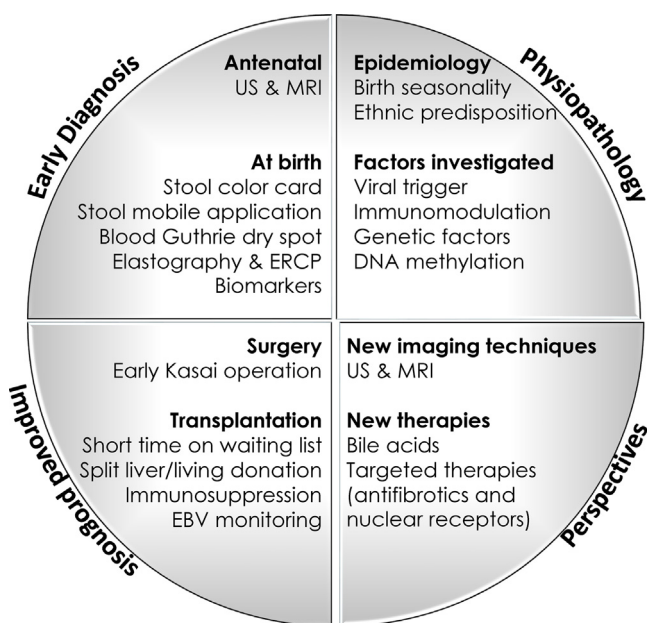 Early Diagnosis
Antenatal
US & MRI
At birth
Stool color card
Stool mobile application
Blood Guthrie dry spot
Elastography & ERCP
Biomarkers
Physiopathology
Epidemiology
Birth seasonality
Ethnic predisposition
Factors investigated
Viral trigger
Immunomodulation
Genetic factors
DNA methylation
Improved prognosis
Surgery
Early Kasai operation
Transplantation
Short time on waiting list
Split liver/living donation
Immunosuppression
EBV monitoring
Perspectives
New imaging techniques
US & MRI
New therapies
Bile acids
Targeted therapies
(antifibrotics and
nuclear receptors)